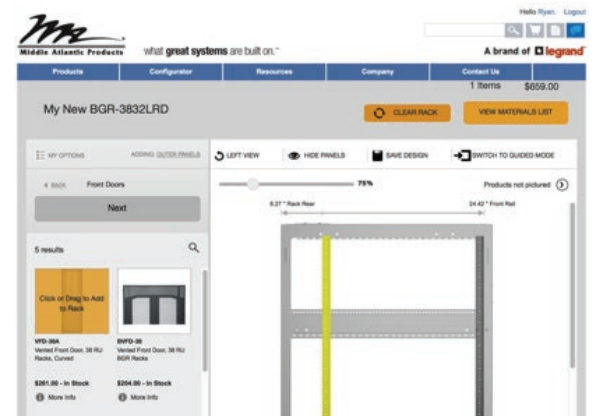 Hello Ryan. Logout
Middle Atlantic Products
what great systems are built on.™
A brand of legrand
Products Configurator Resources Company Contact Us
1 Items $659.00
My New BGR-3832LRD
CLEAR RACK
VIEW MATERIALS LIST
MY OPTIONS
ADDING OUTER PANELS
LEFT VIEW
HIDE PANELS
SAVE DESIGN
SWITCH TO GUIDED MODE
BACK
Front Doors
75%
Products not pictured
Next
24.42 " Front Rail
5 results
Click or Drag to Add
to Rack
VFD-38A
Vented Front Door, 38 RU
Racks, Curved
$261.00 - In Stock
More Info
BVFD-38
Vented Front Door, 38 RU
BGR Racks
$204.00 - In Stock
More Info